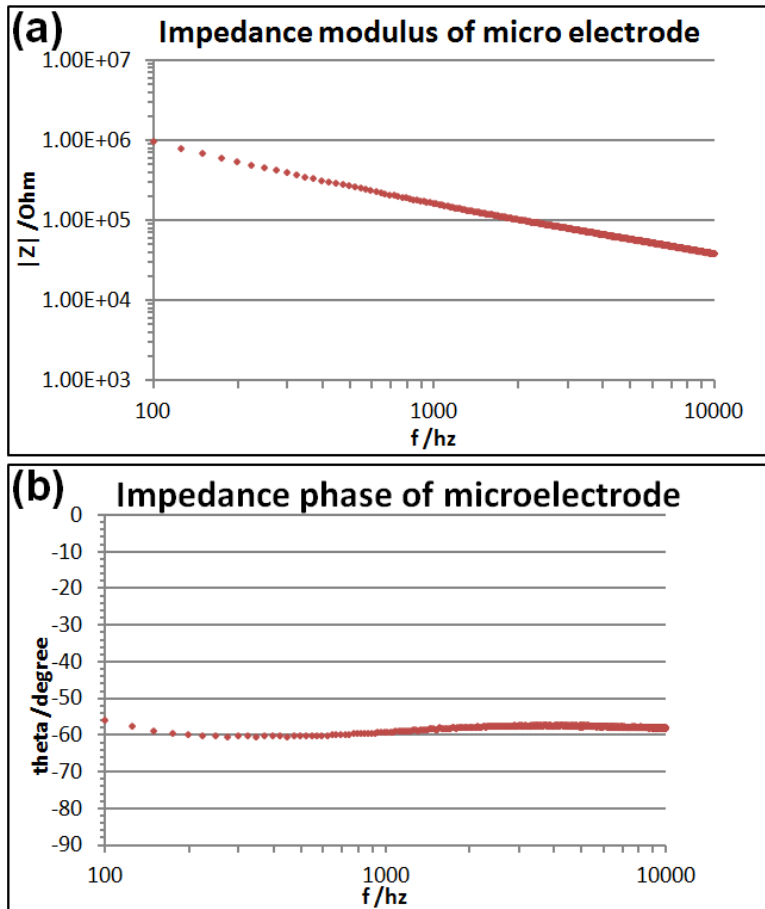 (a)
Impedance modulus of micro electrode
1.00E+07
1.00E+06
1.00E+05
1.00E+04
1.00E+03
|Z| /Ohm
100
1000
10000
f /hz
(b)
Impedance phase of microelectrode
0
-10
-20
-30
-40
-50
-60
-70
-80
-90
theta /degree
100
1000
10000
f /hz